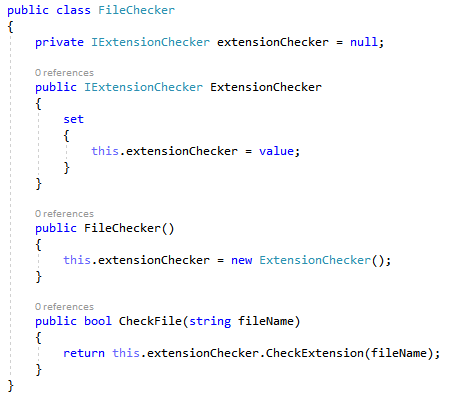 public class FileChecker
{
private IExtensionChecker extensionChecker = null;
0 references
public IExtensionChecker ExtensionChecker
{
set
{
this.extensionChecker = value;
}
}
0 references
public FileChecker()
{
this.extensionChecker = new ExtensionChecker();
}
0 references
public bool CheckFile(string fileName)
{
return this.extensionChecker.CheckExtension(fileName);
}
}